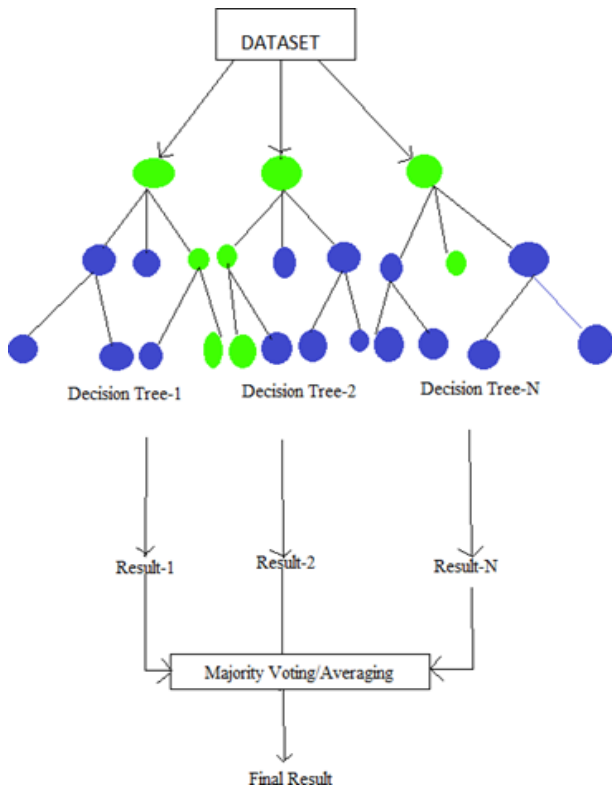 DATASET
Decision Tree-1
Decision Tree-2
Decision Tree-N
Result-1
Result-2
Result-N
Majority Voting/Averaging
Final Result